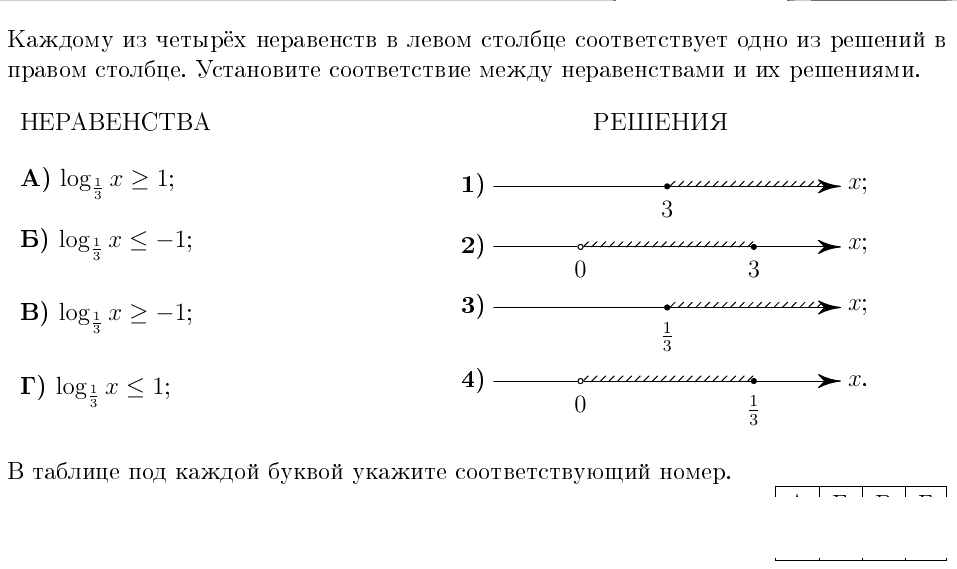 Каждому из четырёх неравенств в левом столбце соответствует одно из решений в
правом столбце. Установите соответствие между неравенствами и их решениями.
НЕРАВЕНСТВА
РЕШЕНИЯ
А) log_{1/3} x ≥ 1;
1) x;
3
Б) log_{1/3} x ≤ −1;
2) x;
0 3
В) log_{1/3} x ≥ −1;
3) x;
1/3
Г) log_{1/3} x ≤ 1;
4) x.
0 1/3
В таблице под каждой буквой укажите соответствующий номер.